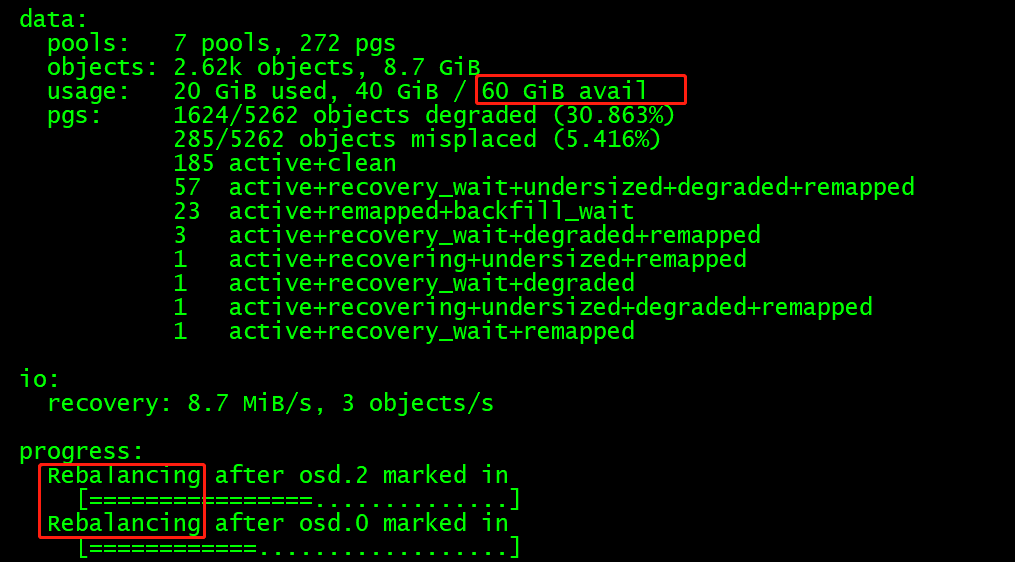 data:
pools: 7 pools, 272 pgs
objects: 2.62k objects, 8.7 GiB
usage: 20 GiB used, 40 GiB / 60 GiB avail
pgs: 1624/5262 objects degraded (30.863%)
285/5262 objects misplaced (5.416%)
185 active+clean
57 active+recovery_wait+undersized+degraded+remapped
23 active+remapped+backfill_wait
3 active+recovery_wait+degraded+remapped
1 active+recovering+undersized+remapped
1 active+recovery_wait+degraded
1 active+recovering+undersized+degraded+remapped
1 active+recovery_wait+remapped
io:
recovery: 8.7 MiB/s, 3 objects/s
progress:
Rebalancing after osd.2 marked in
[================..............]
Rebalancing after osd.0 marked in
[============..................]